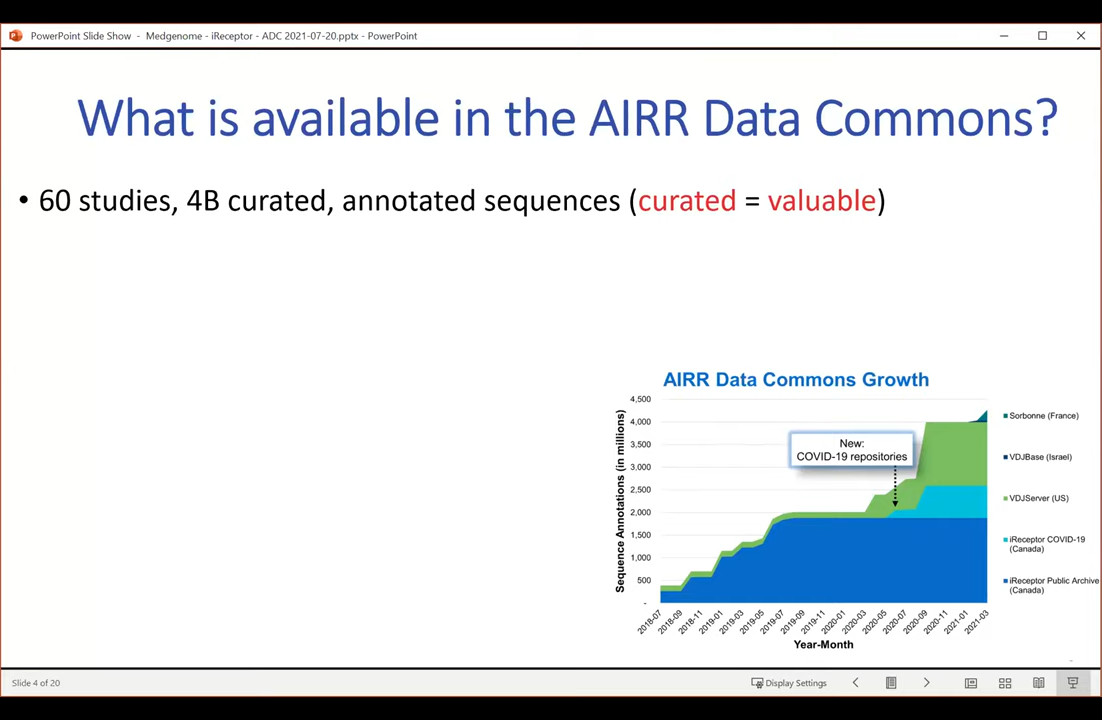 PowerPoint Slide Show - Medgenome - iReceptor - ADC 2021-07-20.pptx - PowerPoint
What is available in the AIRR Data Commons?
• 60 studies, 4B curated, annotated sequences (curated = valuable)
AIRR Data Commons Growth
Sequence Annotations (in millions)
4,500
4,000
3,500
3,000
2,500
2,000
1,500
1,000
500
-
New:
COVID-19 repositories
Sorbonne (France)
VDJBase (Israel)
VDJServer (US)
iReceptor COVID-19
(Canada)
iReceptor Public Archive
(Canada)
2018-07
2018-09
2018-11
2019-01
2019-03
2019-05
2019-07
2019-09
2019-11
2020-01
2020-03
2020-05
2020-07
2020-09
2020-11
2021-01
2021-03
Year-Month
Slide 4 of 20
Display Settings